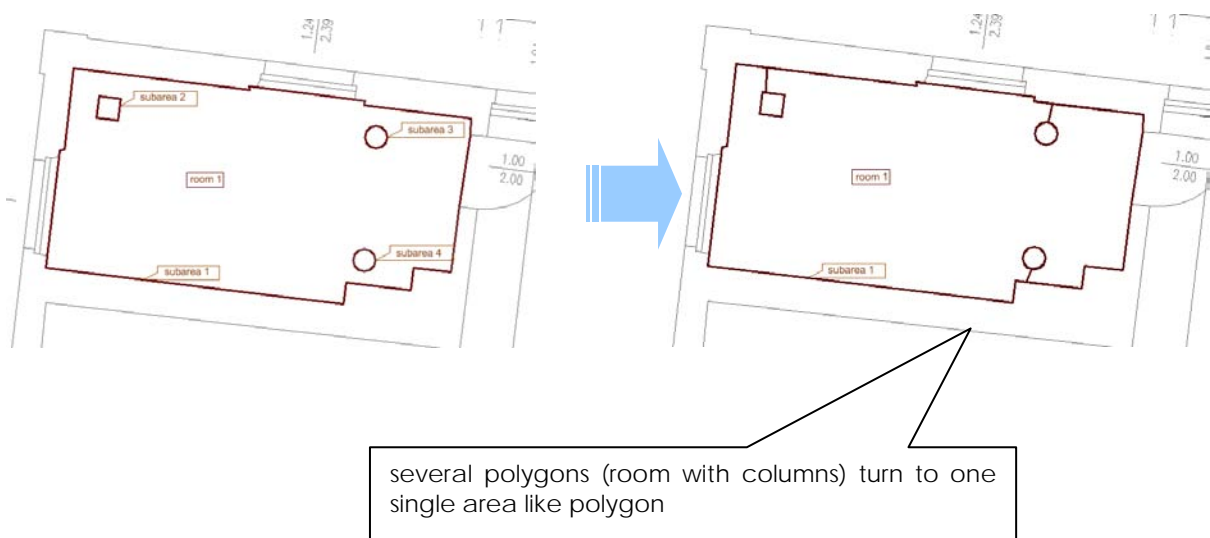 1.24
2.39
subarea 2
subarea 3
1.00
2.00
room 1
subarea 4
subarea 1
1.24
2.39
1.00
2.00
room 1
subarea 1
several polygons (room with columns) turn to one
single area like polygon